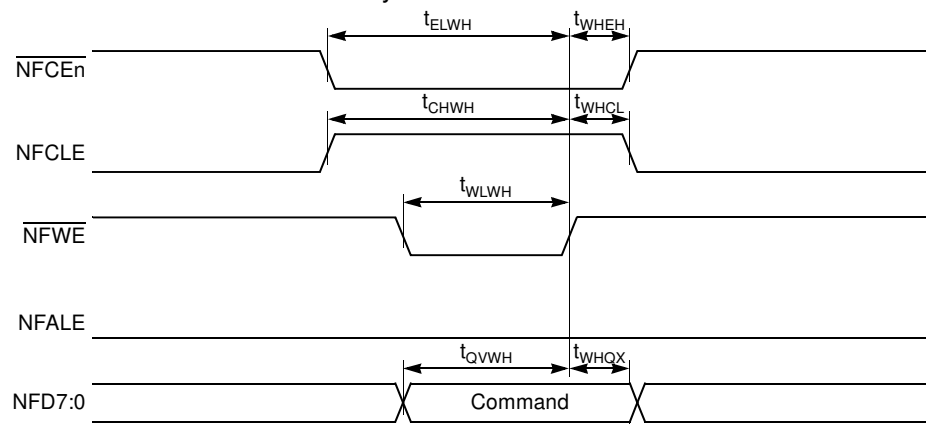 tELWH tWHEH
NFCEn
tCHWH tWHCL
NFCLE
tWLWH
NFWE
NFALE
tQVWH tWHQX
NFD7:0 Command